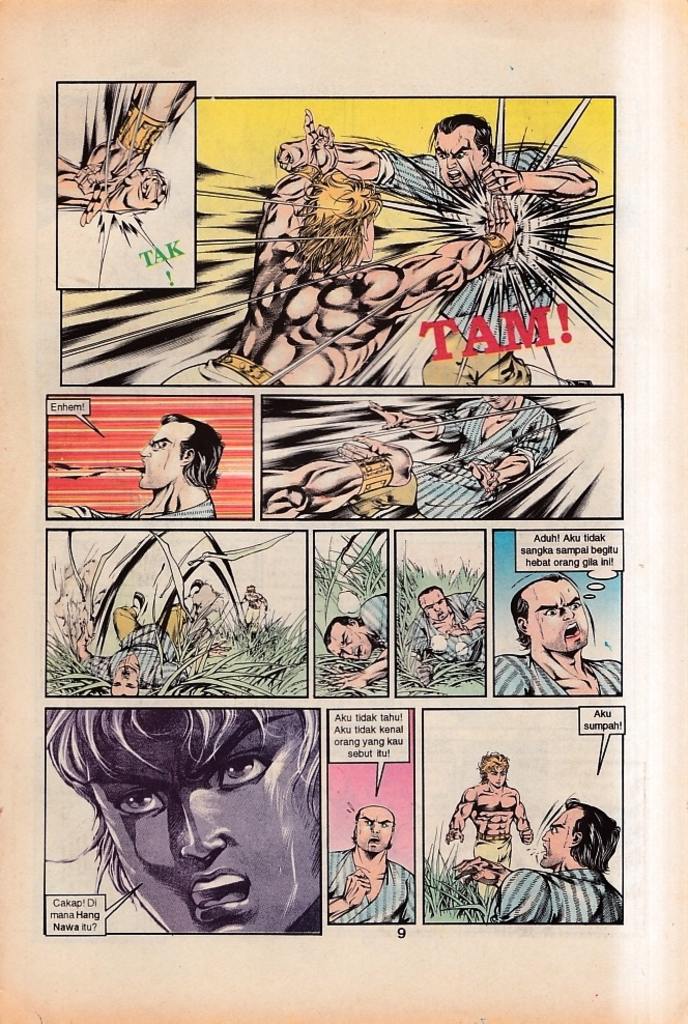 TAK
!
TAM!
Enhem!
Aduh! Aku tidak
sangka sampai begitu
hebat orang gila ini!
Cakap! Di
mana Hang
Nawa itu?
Aku tidak tahu!
Aku tidak kenal
orang yang kau
sebut itu!
Aku
sumpah!
9